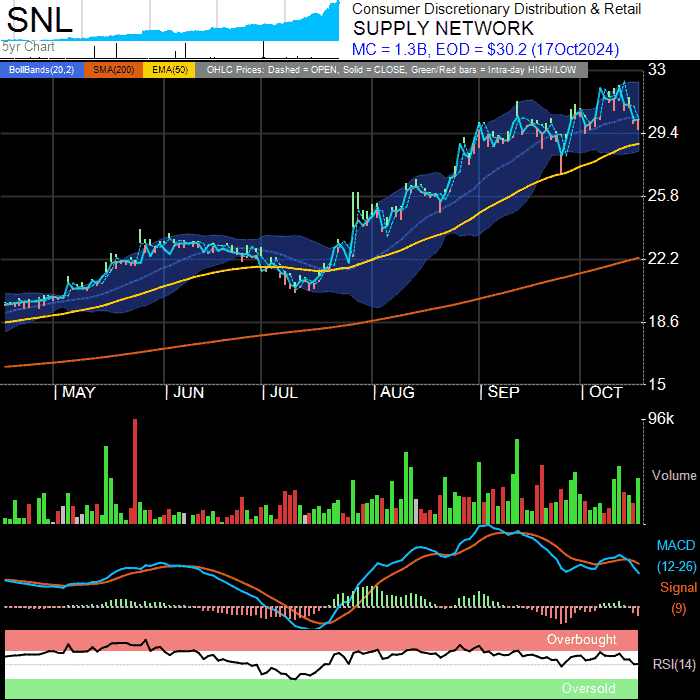 SNL
Consumer Discretionary Distribution & Retail
SUPPLY NETWORK
5yr Chart
MC = 1.3B, EOD = $30.2 (17Oct2024)
BollBands(20,2) SMA(200) EMA(50) OHLC Prices: Dashed = OPEN, Solid = CLOSE, Green/Red bars = Intra-day HIGH/LOW
33
29.4
25.8
22.2
18.6
15
| MAY | JUN | JUL | AUG | SEP | OCT
96k
Volume
MACD
(12-26)
Signal
(9)
Overbought
RSI(14)
Oversold